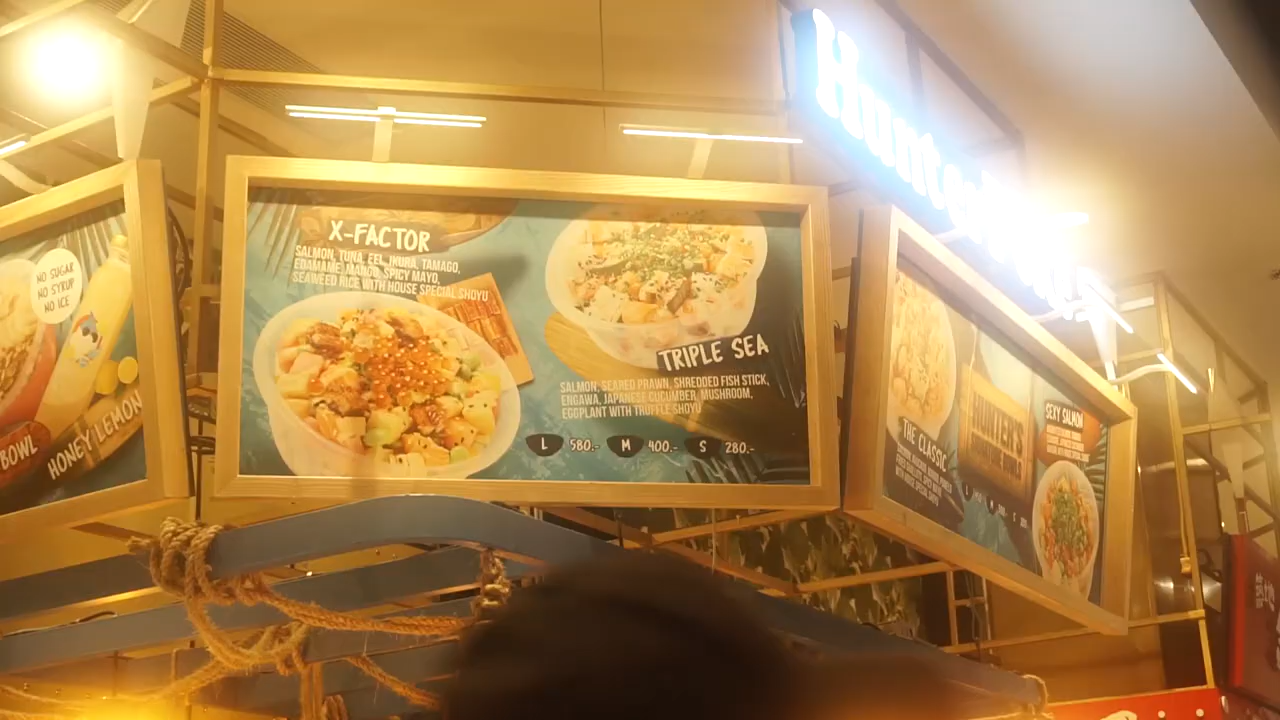 NO SUGAR
NO SYRUP
NO ICE
BOWL
HONEY LEMON
X-FACTOR
SALMON, TUNA, EEL, IKURA, TAMAGO,
EDAMAME, MANGO, SPICY MAYO,
SEAWEED RICE WITH HOUSE SPECIAL SHOYU
TRIPLE SEA
SALMON, SEARED PRAWN, SHREDDED FISH STICK,
ENGAWA, JAPANESE CUCUMBER, MUSHROOM,
EGGPLANT WITH TRUFFLE SHOYU
L 580.- M 400.- S 280.-
THE CLASSIC
HUNTER'S
SEXY SALMON